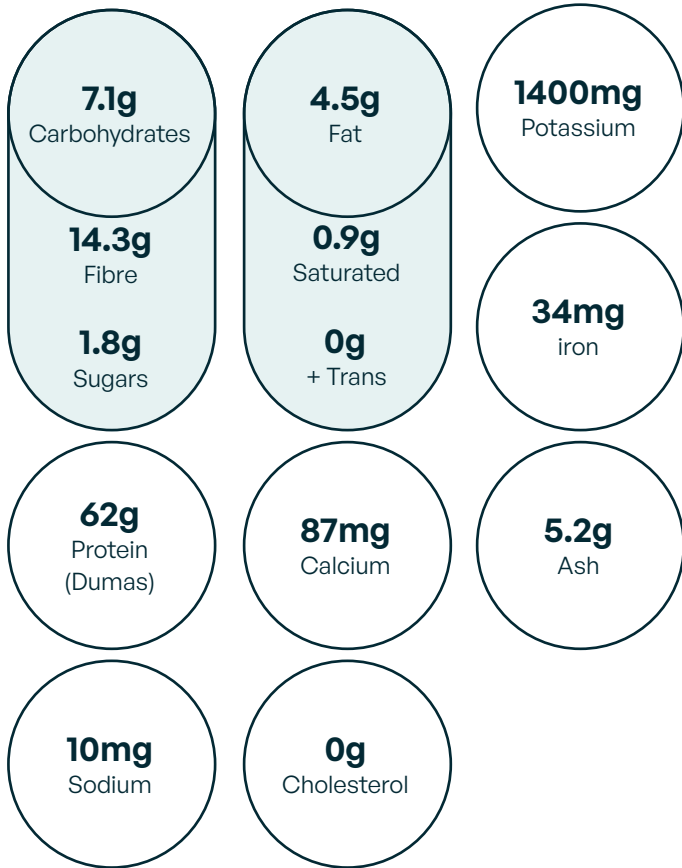 7.1g
Carbohydrates
14.3g
Fibre
1.8g
Sugars
4.5g
Fat
0.9g
Saturated
0g
+ Trans
1400mg
Potassium
34mg
iron
62g
Protein
(Dumas)
87mg
Calcium
5.2g
Ash
10mg
Sodium
0g
Cholesterol